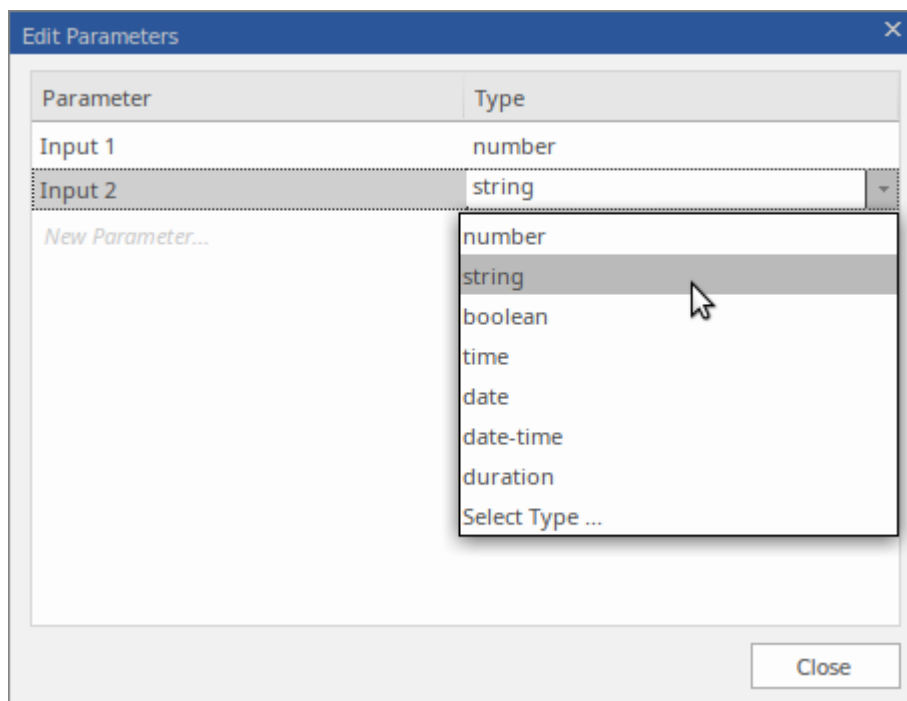 Edit Parameters
Parameter Type
Input 1 number
Input 2 string
New Parameter...
number
string
boolean
time
date
date-time
duration
Select Type ...
Close